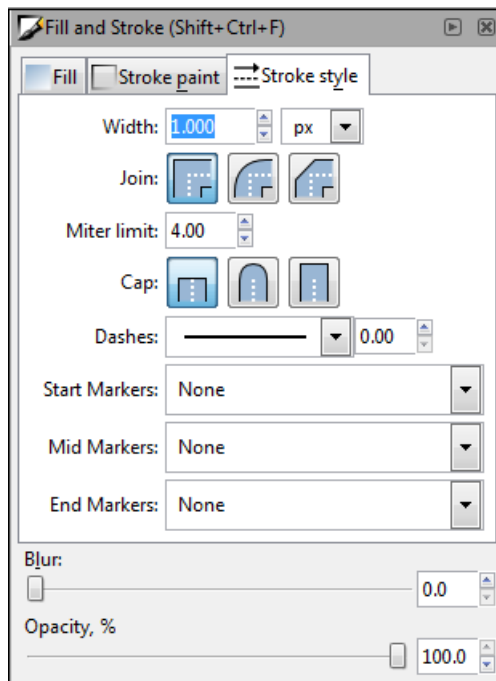 Fill and Stroke (Shift+Ctrl+F)
Fill Stroke paint Stroke style
Width: 1.000 px
Join:
Miter limit: 4.00
Cap:
Dashes: 0.00
Start Markers: None
Mid Markers: None
End Markers: None
Blur:
0.0
Opacity, %
100.0